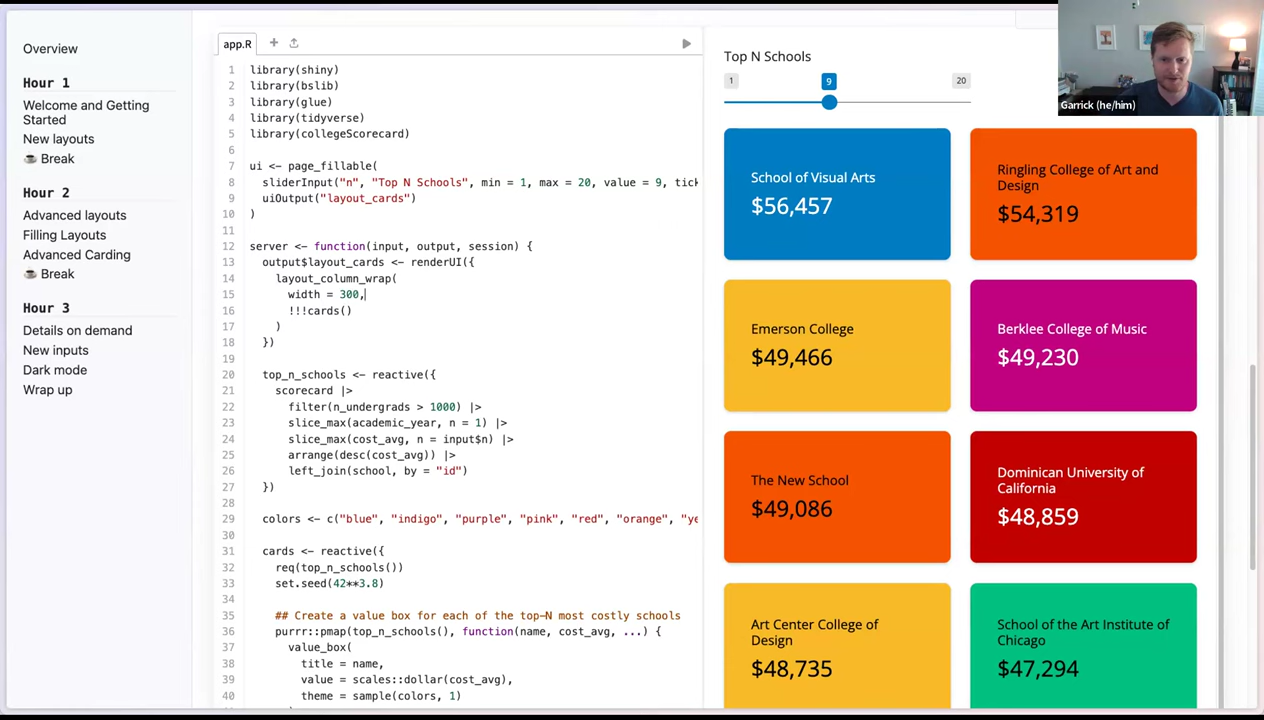 Overview
Hour 1
Welcome and Getting
Started
New layouts
☕ Break
Hour 2
Advanced layouts
Filling Layouts
Advanced Carding
☕ Break
Hour 3
Details on demand
New inputs
Dark mode
Wrap up
app.R
1 library(shiny)
2 library(bslib)
3 library(glue)
4 library(tidyverse)
5 library(collegeScorecard)
6
7 ui <- page_fillable(
8 sliderInput("n", "Top N Schools", min = 1, max = 20, value = 9, tick
9 uiOutput("layout_cards")
10 )
11
12 server <- function(input, output, session) {
13 output$layout_cards <- renderUI({
14 layout_column_wrap(
15 width = 300,
16 !!!cards()
17 )
18 })
19
20 top_n_schools <- reactive({
21 scorecard |>
22 filter(n_undergrads > 1000) |>
23 slice_max(academic_year, n = 1) |>
24 slice_max(cost_avg, n = input$n) |>
25 arrange(desc(cost_avg)) |>
26 left_join(school, by = "id")
27 })
28
29 colors <- c("blue", "indigo", "purple", "pink", "red", "orange", "ye
30
31 cards <- reactive({
32 req(top_n_schools())
33 set.seed(42**3.8)
34
35 ## Create a value box for each of the top-N most costly schools
36 purrr::pmap(top_n_schools(), function(name, cost_avg, ...) {
37 value_box(
38 title = name,
39 value = scales::dollar(cost_avg),
40 theme = sample(colors, 1)
Top N Schools
1
9
20
School of Visual Arts
$56,457
Ringling College of Art and
Design
$54,319
Emerson College
$49,466
Berklee College of Music
$49,230
The New School
$49,086
Dominican University of
California
$48,859
Art Center College of
Design
$48,735
School of the Art Institute of
Chicago
$47,294
Garrick (he/him)